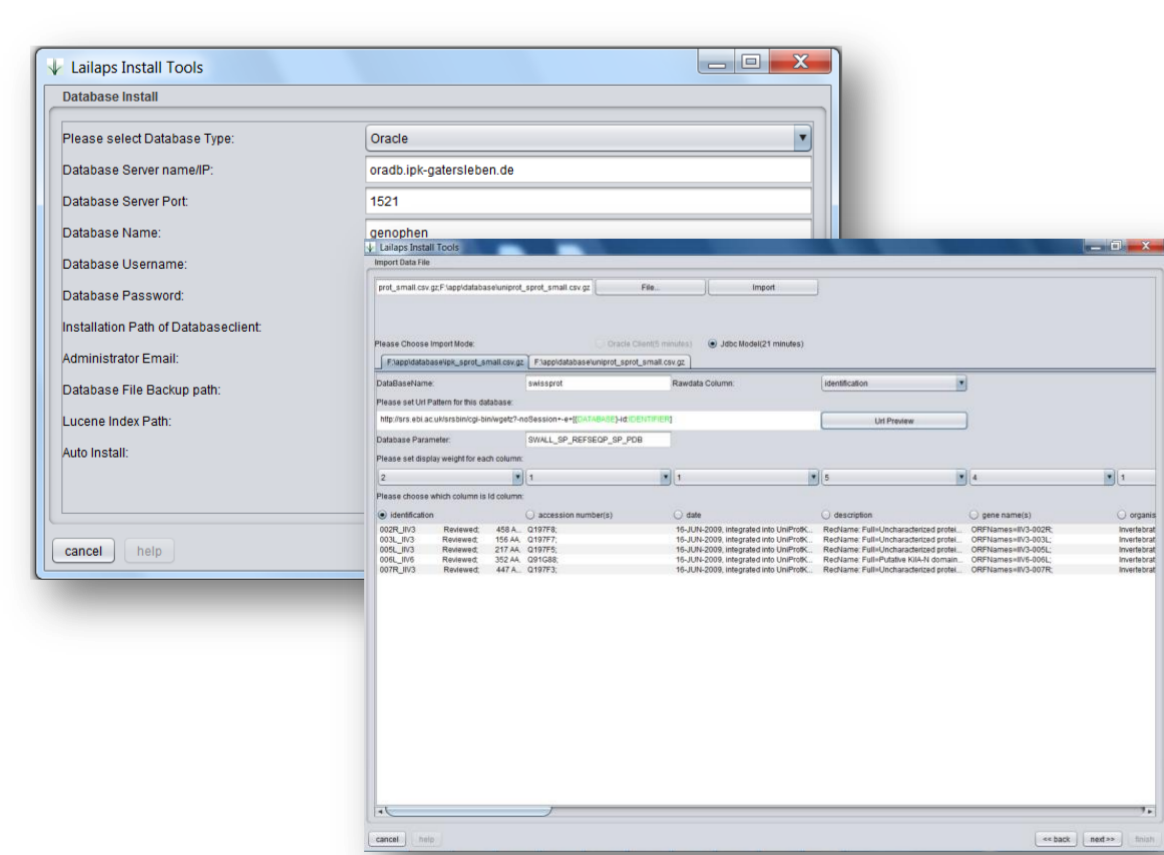 Lailaps Install Tools
Database Install
Please select Database Type: Oracle
Database Server name/IP: oradb.ipk-gatersleben.de
Database Server Port: 1521
Database Name: genophen
Database Username:
Database Password:
Installation Path of Databaseclient:
Administrator Email:
Database File Backup path:
Lucene Index Path:
Auto Install:
cancel help
Lailaps Install Tools
Import Data File
prot_small.csv.gz;F:\app\database\uniprot_sprot_small.csv.gz File... Import
Please Choose Import Mode: Oracle Client(5 minutes) Jdbc Model(21 minutes)
F:\app\database\ipk_sprot_small.csv.gz F:\app\database\uniprot_sprot_small.csv.gz
DataBaseName: swissprot Rawdata Column: identification
Please set Url Pattern for this database:
http://srs.ebi.ac.uk/srsbin/cgi-bin/wgetz?-noSession+-e+[{DATABASE}-id:IDENTIFIER] Url Preview
Database Parameter: SWALL_SP_REFSEQP_SP_PDB
Please set display weight for each column:
2 1 1 5 4 1
Please choose which column is Id column:
identification accession number(s) date description gene name(s) organis
002R_IIV3 Reviewed; 458 A... Q197F8; 16-JUN-2009, integrated into UniProtK... RecName: Full=Uncharacterized protei... ORFNames=IIV3-002R; Invertebrat
003L_IIV3 Reviewed; 156 AA. Q197F7; 16-JUN-2009, integrated into UniProtK... RecName: Full=Uncharacterized protei... ORFNames=IIV3-003L; Invertebrat
005L_IIV3 Reviewed; 217 AA. Q197F5; 16-JUN-2009, integrated into UniProtK... RecName: Full=Uncharacterized protei... ORFNames=IIV3-005L; Invertebrat
006L_IIV6 Reviewed; 352 AA. Q91G88; 16-JUN-2009, integrated into UniProtK... RecName: Full=Putative KilA-N domain... ORFNames=IIV6-006L; Invertebrat
007R_IIV3 Reviewed; 447 A... Q197F3; 16-JUN-2009, integrated into UniProtK... RecName: Full=Uncharacterized protei... ORFNames=IIV3-007R; Invertebrat
cancel help << back next >> finish